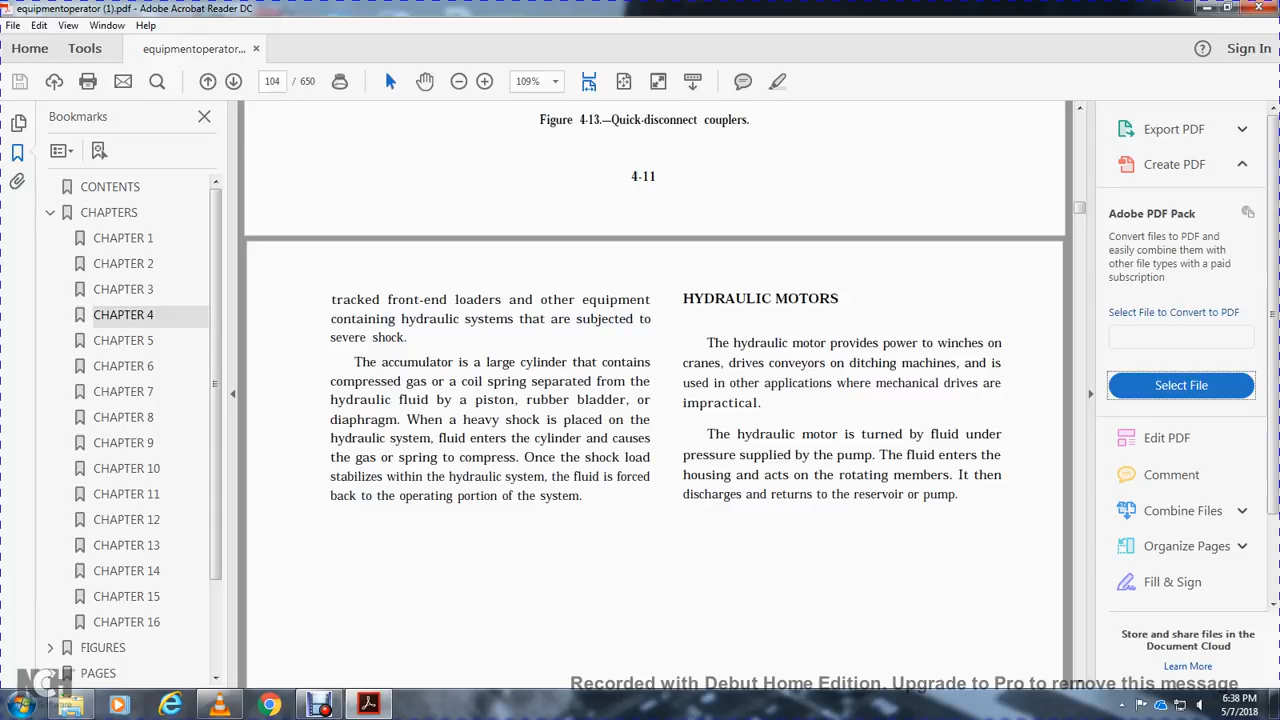 equipmentoperator (1).pdf - Adobe Acrobat Reader DC
File Edit View Window Help
Home Tools equipmentoperator... × Sign In
104 / 650 109%
Bookmarks
CONTENTS
CHAPTERS
CHAPTER 1
CHAPTER 2
CHAPTER 3
CHAPTER 4
CHAPTER 5
CHAPTER 6
CHAPTER 7
CHAPTER 8
CHAPTER 9
CHAPTER 10
CHAPTER 11
CHAPTER 12
CHAPTER 13
CHAPTER 14
CHAPTER 15
CHAPTER 16
FIGURES
PAGES
Figure 4-13.—Quick-disconnect couplers.
4-11
tracked front-end loaders and other equipment
containing hydraulic systems that are subjected to
severe shock.
The accumulator is a large cylinder that contains
compressed gas or a coil spring separated from the
hydraulic fluid by a piston, rubber bladder, or
diaphragm. When a heavy shock is placed on the
hydraulic system, fluid enters the cylinder and causes
the gas or spring to compress. Once the shock load
stabilizes within the hydraulic system, the fluid is forced
back to the operating portion of the system.
HYDRAULIC MOTORS
The hydraulic motor provides power to winches on
cranes, drives conveyors on ditching machines, and is
used in other applications where mechanical drives are
impractical.
The hydraulic motor is turned by fluid under
pressure supplied by the pump. The fluid enters the
housing and acts on the rotating members. It then
discharges and returns to the reservoir or pump.
Export PDF
Create PDF
Adobe PDF Pack
Convert files to PDF and
easily combine them with
other file types with a paid
subscription
Select File to Convert to PDF
Select File
Edit PDF
Comment
Combine Files
Organize Pages
Fill & Sign
Store and share files in the
Document Cloud
Learn More
NCH
Software
Recorded with Debut Home Edition. Upgrade to Pro to remove this message
6:38 PM
5/7/2018